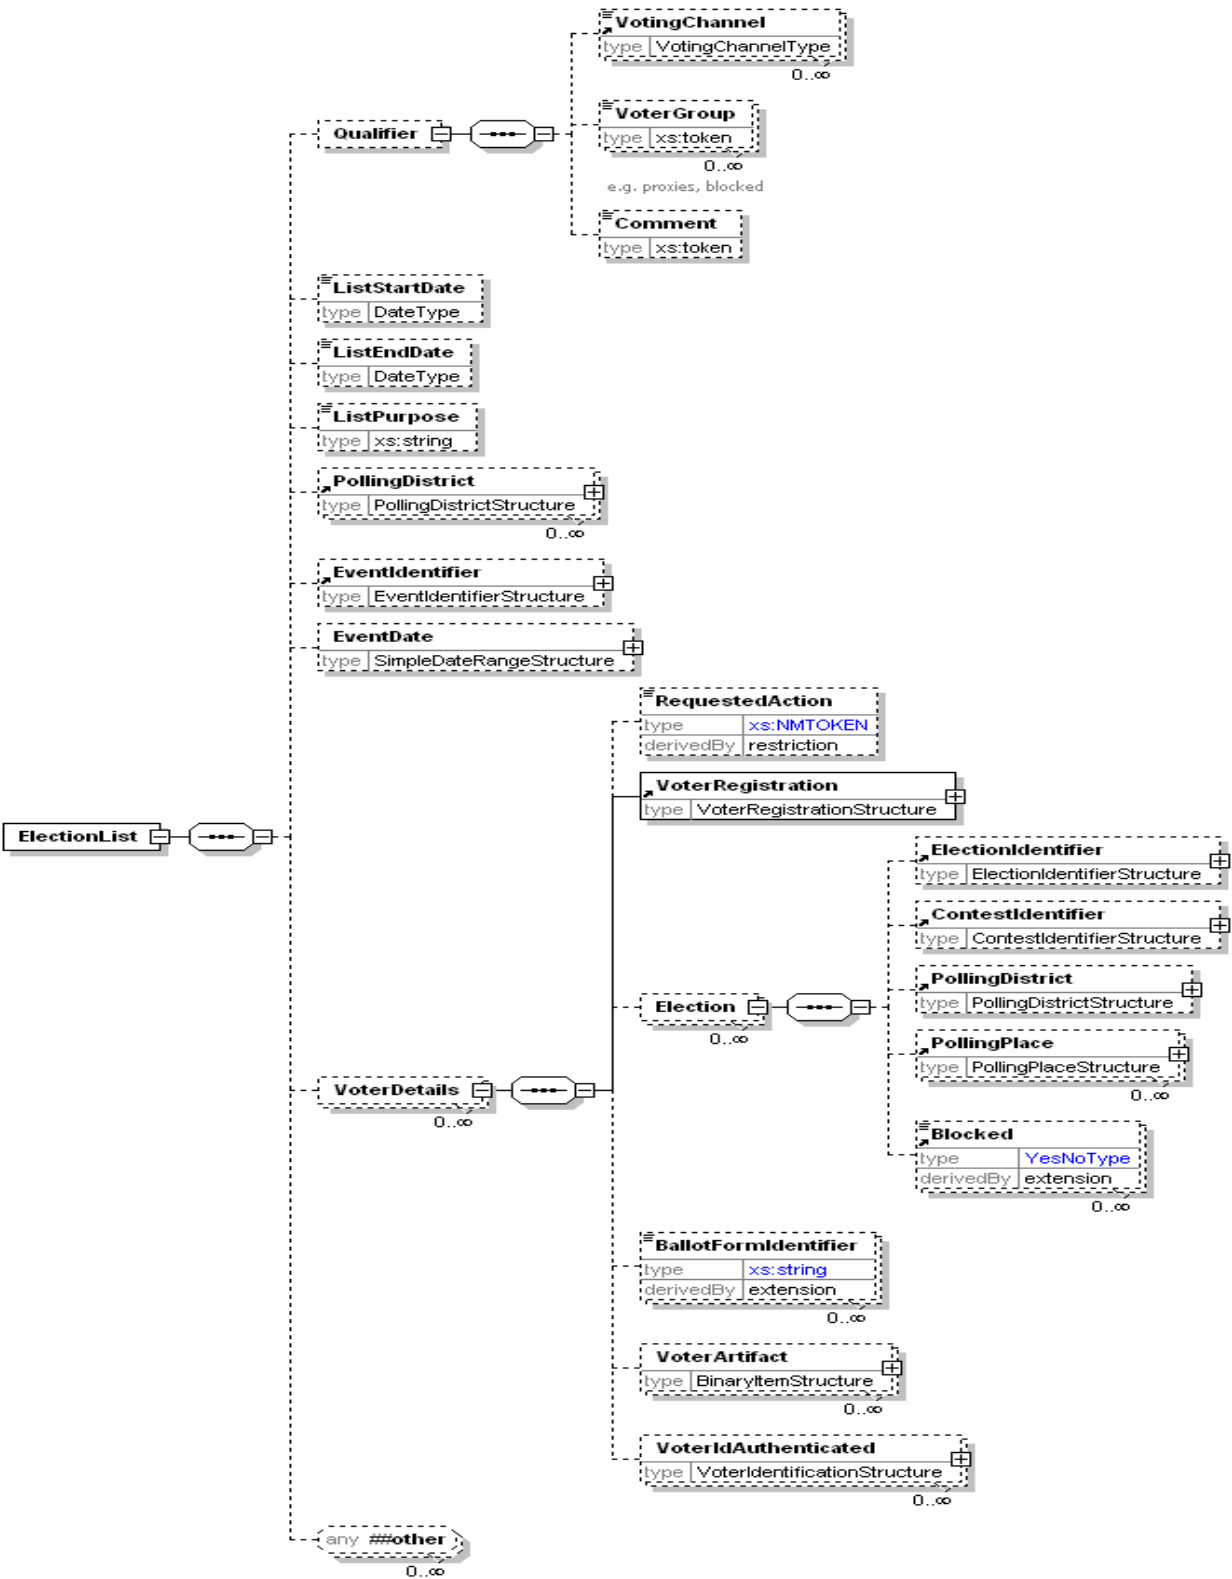 VotingChannel
type VotingChannelType
0..∞
Qualifier
VoterGroup
type xs:token
0..∞
e.g. proxies, blocked
Comment
type xs:token
ListStartDate
type DateType
ListEndDate
type DateType
ListPurpose
type xs:string
PollingDistrict
type PollingDistrictStructure
0..∞
EventIdentifier
type EventIdentifierStructure
EventDate
type SimpleDateRangeStructure
RequestedAction
type xs:NMTOKEN
derivedBy restriction
VoterRegistration
type VoterRegistrationStructure
ElectionList
ElectionIdentifier
type ElectionIdentifierStructure
ContestIdentifier
type ContestIdentifierStructure
PollingDistrict
type PollingDistrictStructure
Election
0..∞
PollingPlace
type PollingPlaceStructure
0..∞
VoterDetails
0..∞
Blocked
type YesNoType
derivedBy extension
0..∞
BallotFormIdentifier
type xs:string
derivedBy extension
0..∞
VoterArtifact
type BinaryItemStructure
0..∞
VoterIdAuthenticated
type VoterIdentificationStructure
0..∞
any ##other
0..∞